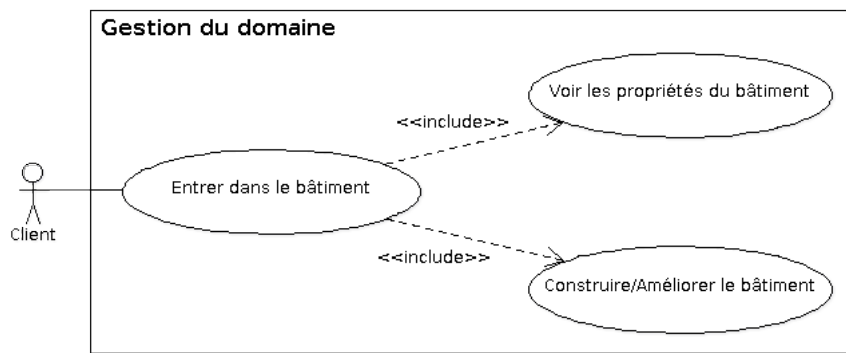 Gestion du domaine
Voir les propriétés du bâtiment
<<include>>
Entrer dans le bâtiment
Client
<<include>>
Construire/Améliorer le bâtiment